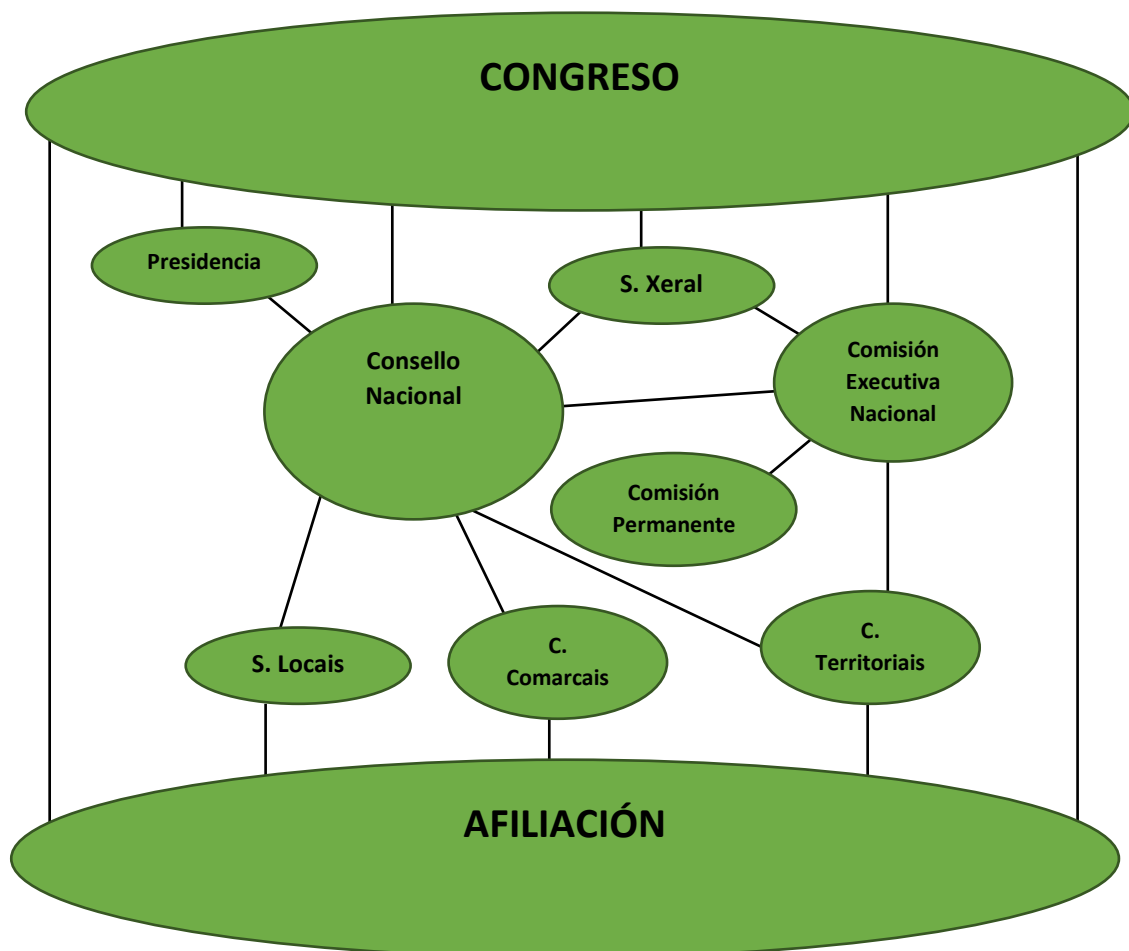 CONGRESO
Presidencia
S. Xeral
Consello
Nacional
Comisión
Executiva
Nacional
Comisión
Permanente
S. Locais
C.
Comarcais
C.
Territoriais
AFILIACIÓN